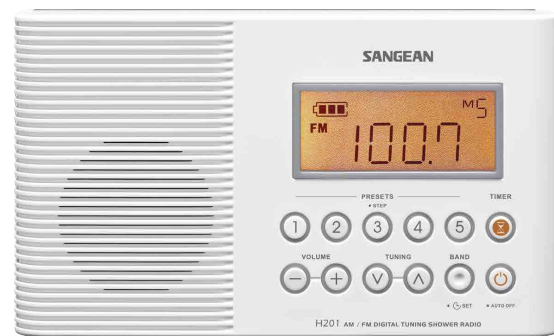 SANGEAN
M5
FM 100.7
PRESETS TIMER
• STEP
1 2 3 4 5
VOLUME TUNING BAND
- + 
• SET • AUTO OFF
H201 AM / FM DIGITAL TUNING SHOWER RADIO